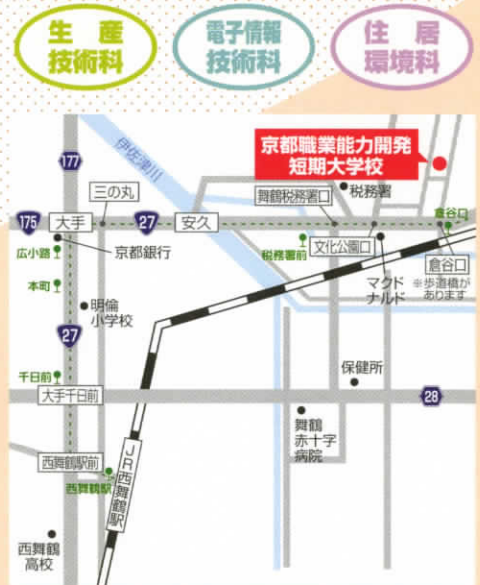 生産
技術科
電子情報
技術科
住居
環境科
177
伊佐津川
京都職業能力開発
短期大学校
三の丸
舞鶴税務署口
税務署
175
大手
27
安久
倉谷口
京都銀行
広小路
税務署前
文化公園口
倉谷口
マクド
ナルド
※歩道橋が
あります
本町
明倫
小学校
27
千日前
保健所
大手千日前
28
舞鶴
赤十字
病院
西舞鶴駅前
西舞鶴駅
JR西舞鶴駅
西舞鶴
高校